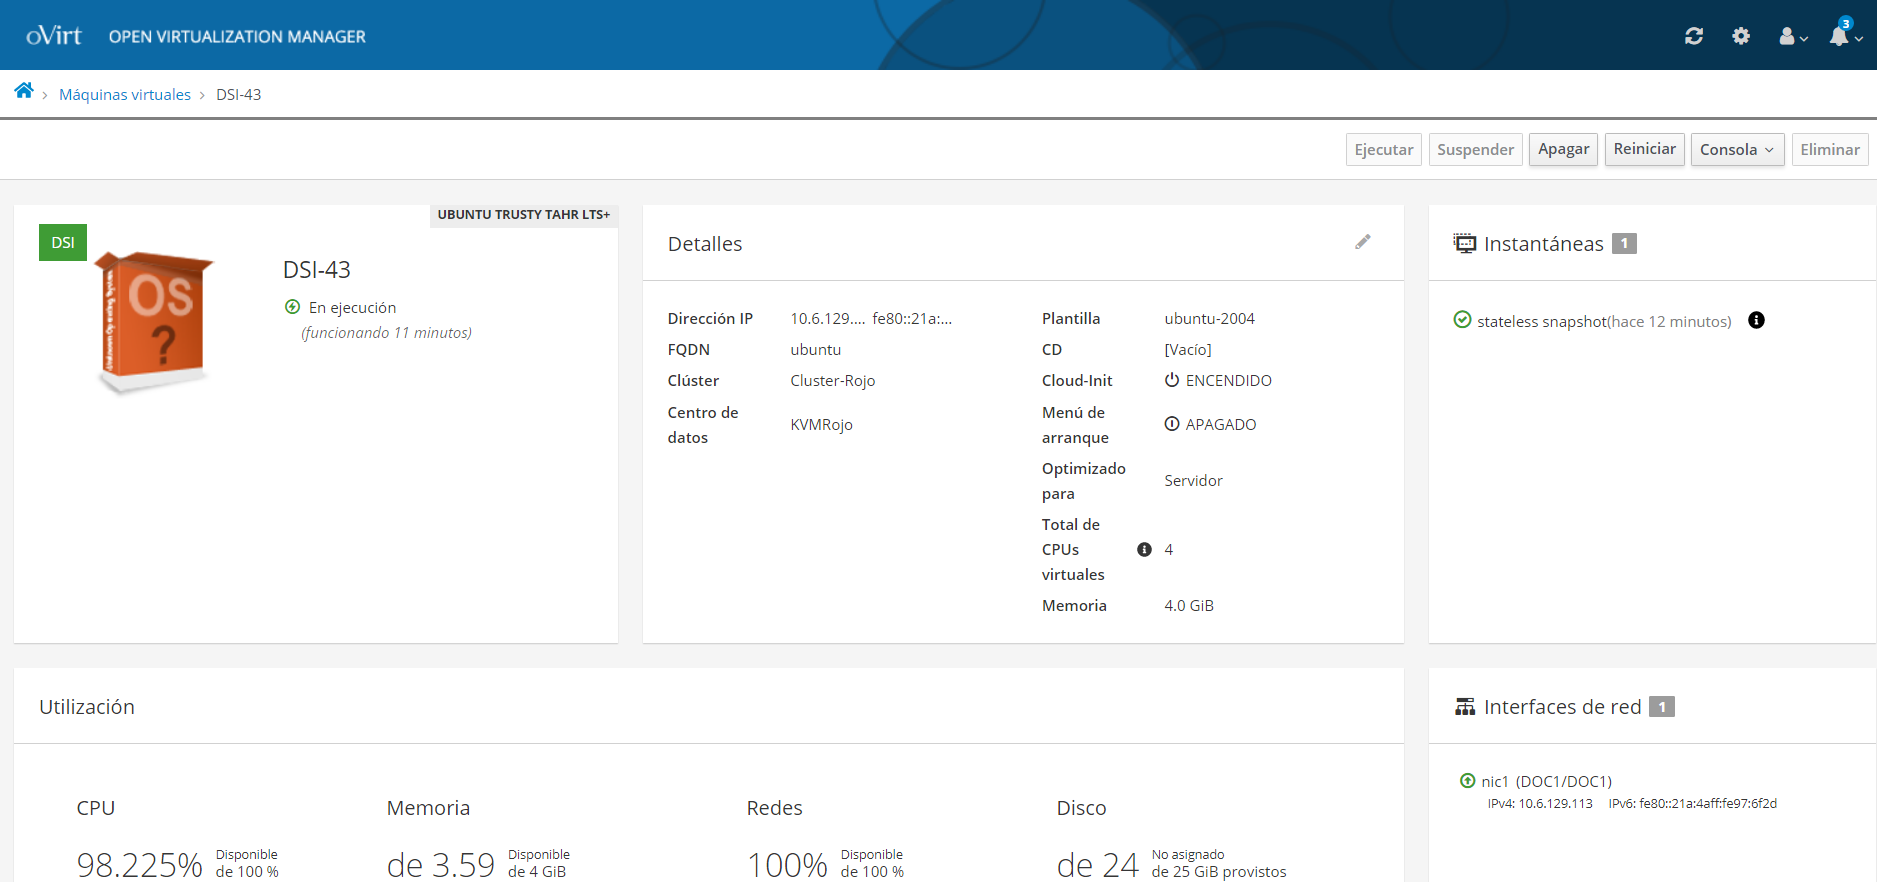 oVirt OPEN VIRTUALIZATION MANAGER
3
Máquinas virtuales › DSI-43
Ejecutar Suspender Apagar Reiniciar Consola Eliminar
UBUNTU TRUSTY TAHR LTS+
DSI
OS
?
DSI-43
En ejecución
(funcionando 11 minutos)
Detalles
Dirección IP 10.6.129.... fe80::21a:...
FQDN ubuntu
Clúster Cluster-Rojo
Centro de
datos
KVMRojo
Plantilla ubuntu-2004
CD [Vacío]
Cloud-Init ENCENDIDO
Menú de
arranque
APAGADO
Optimizado
para
Servidor
Total de
CPUs
virtuales
4
Memoria 4.0 GiB
Instantáneas 1
stateless snapshot(hace 12 minutos)
Utilización
CPU
98.225% Disponible
de 100 %
Memoria
de 3.59 Disponible
de 4 GiB
Redes
100% Disponible
de 100 %
Disco
de 24 No asignado
de 25 GiB provistos
Interfaces de red 1
nic1 (DOC1/DOC1)
IPv4: 10.6.129.113 IPv6: fe80::21a:4aff:fe97:6f2d